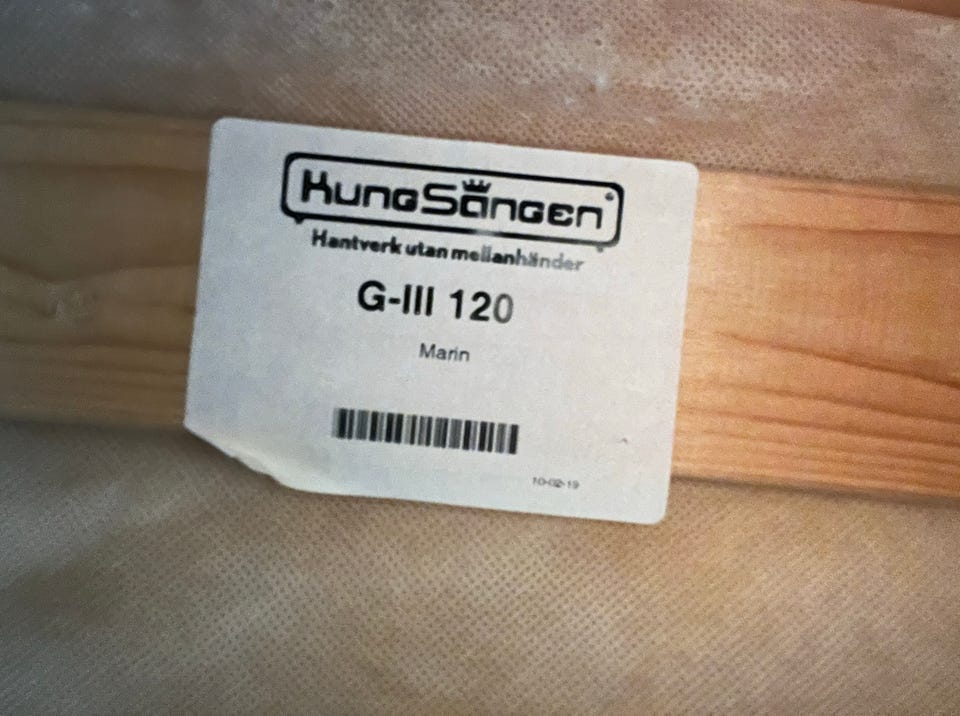 KungSängen®
Hantverk utan mellanhänder
G-III 120
Marin
10-02-19